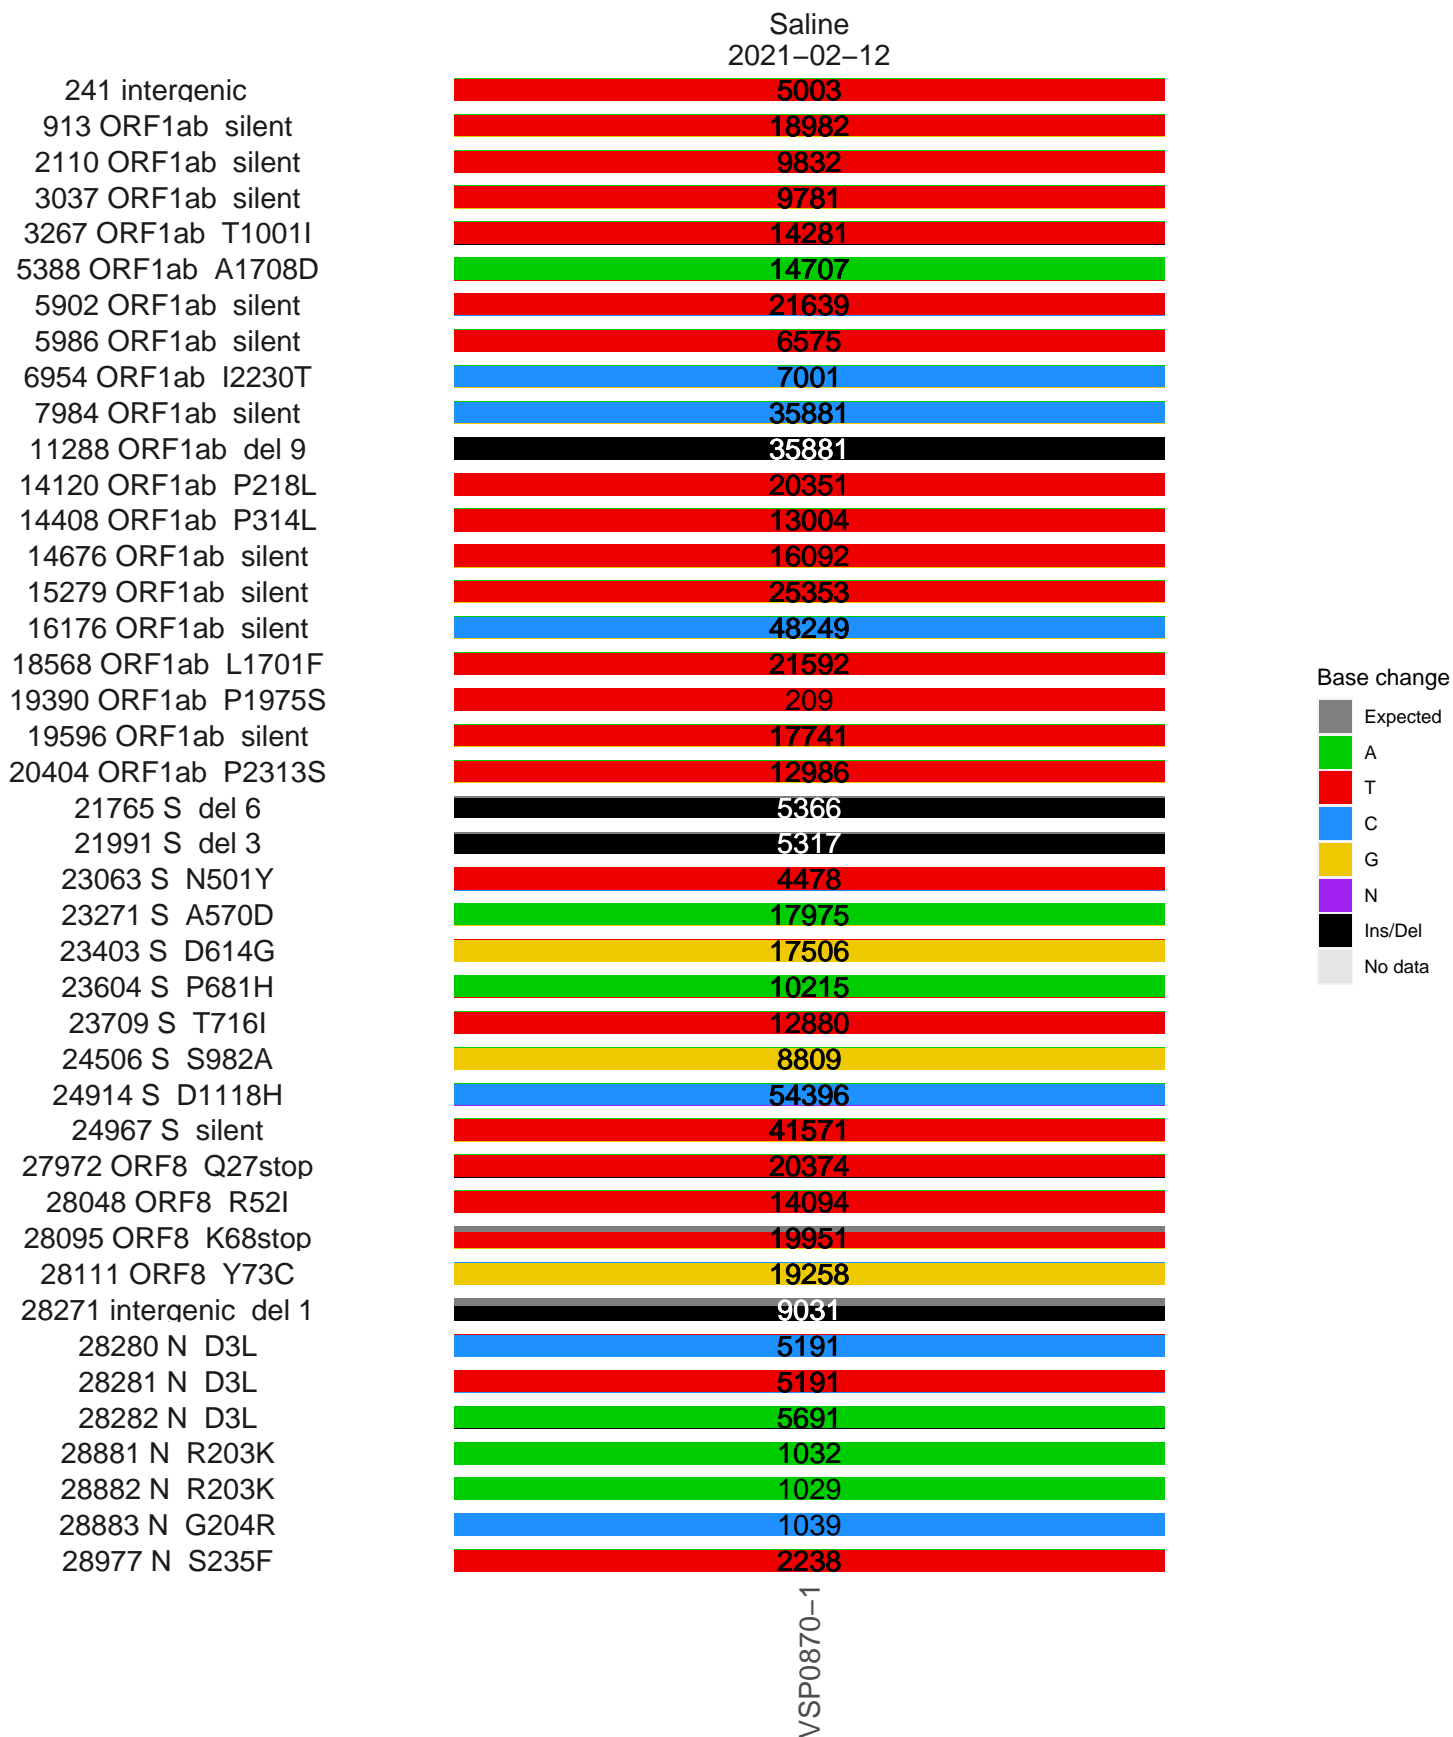 Saline
2021−02−12
241 intergenic 5003
913 ORF1ab silent 18982
2110 ORF1ab silent 9832
3037 ORF1ab silent 9781
3267 ORF1ab T1001I 14281
5388 ORF1ab A1708D 14707
5902 ORF1ab silent 21639
5986 ORF1ab silent 6575
6954 ORF1ab I2230T 7001
7984 ORF1ab silent 35881
11288 ORF1ab del 9 35881
14120 ORF1ab P218L 20351
14408 ORF1ab P314L 13004
14676 ORF1ab silent 16092
15279 ORF1ab silent 25353
16176 ORF1ab silent 48249
18568 ORF1ab L1701F 21592
19390 ORF1ab P1975S 209
19596 ORF1ab silent 17741
20404 ORF1ab P2313S 12986
21765 S del 6 5366
21991 S del 3 5317
23063 S N501Y 4478
23271 S A570D 17975
23403 S D614G 17506
23604 S P681H 10215
23709 S T716I 12880
24506 S S982A 8809
24914 S D1118H 54396
24967 S silent 41571
27972 ORF8 Q27stop 20374
28048 ORF8 R52I 14094
28095 ORF8 K68stop 19951
28111 ORF8 Y73C 19258
28271 intergenic del 1 9031
28280 N D3L 5191
28281 N D3L 5191
28282 N D3L 5691
28881 N R203K 1032
28882 N R203K 1029
28883 N G204R 1039
28977 N S235F 2238
VSP0870−1
Base change
Expected
A
T
C
G
N
Ins/Del
No data